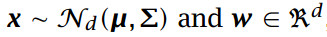 𝒙 ∼ 𝒩_d(𝝁, 𝚺) and 𝒘 ∈ ℜ^d.